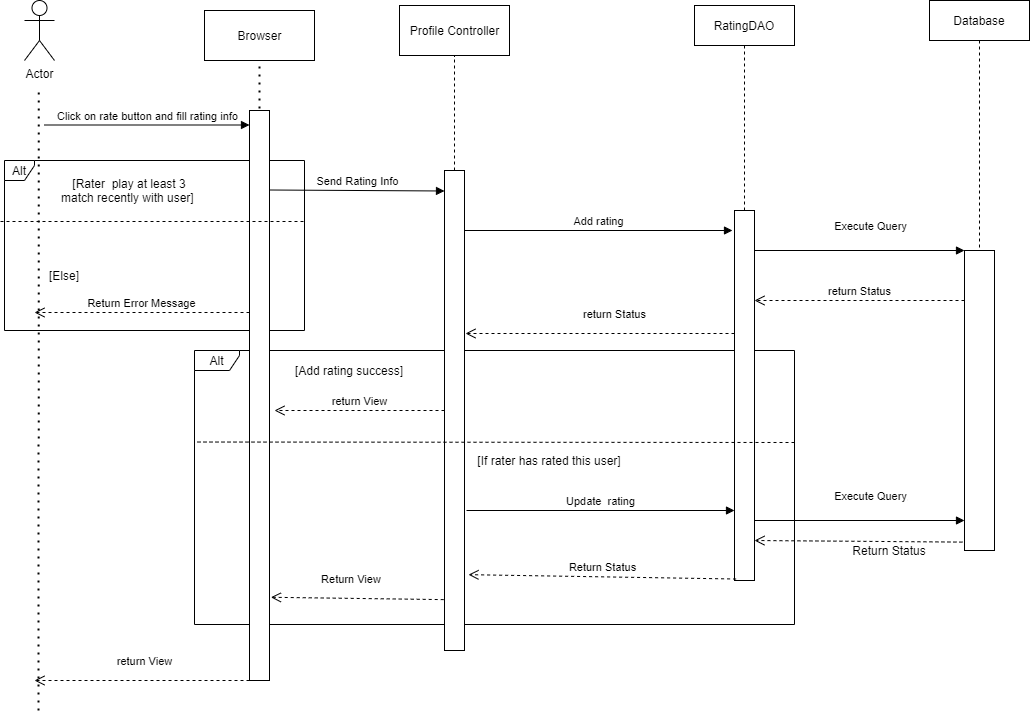 Actor
Browser
Profile Controller
RatingDAO
Database
Click on rate button and fill rating info
Alt
[Rater play at least 3
match recently with user]
Send Rating Info
Add rating
Execute Query
[Else]
Return Error Message
return Status
return Status
Alt
[Add rating success]
return View
[If rater has rated this user]
Update rating
Execute Query
Return Status
Return Status
Return View
return View